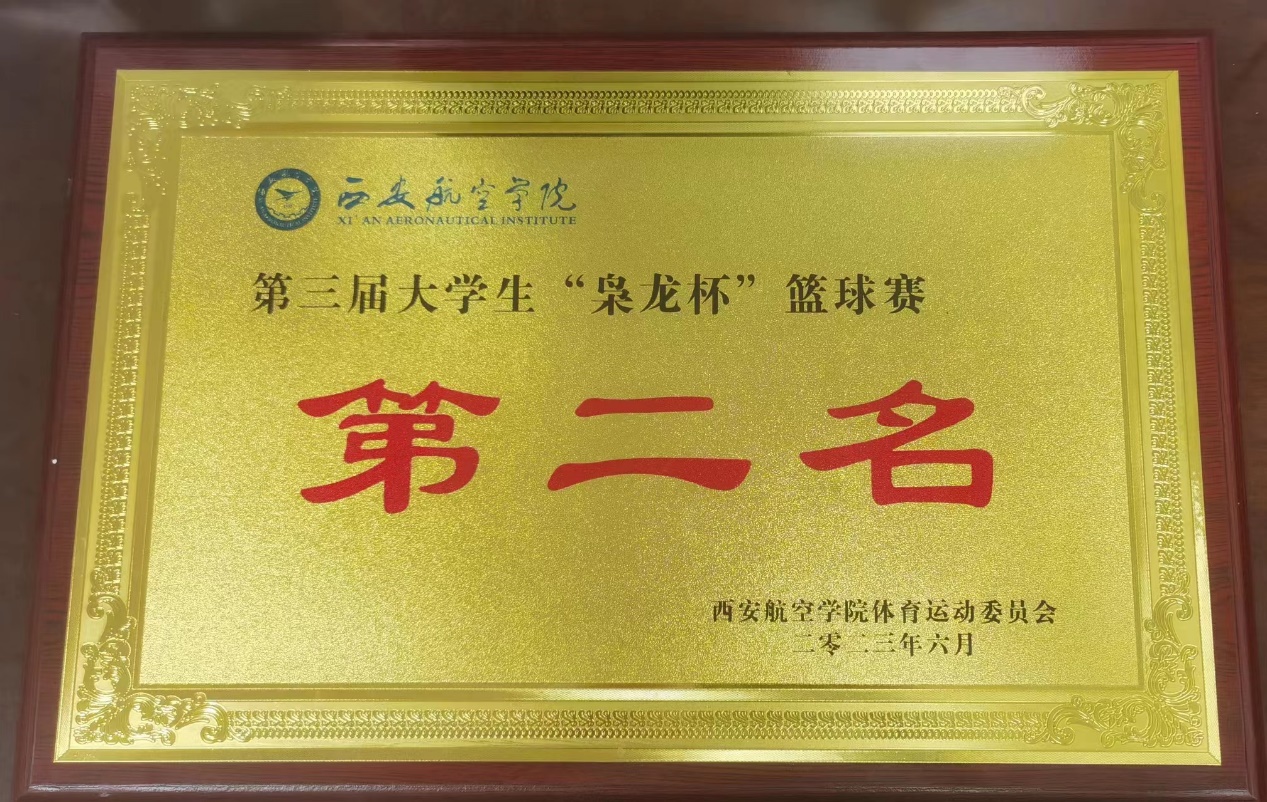 西安航空学院
XI'AN AERONAUTICAL INSTITUTE
第三届大学生“枭龙杯”篮球赛
第二名
西安航空学院体育运动委员会
二零二三年六月